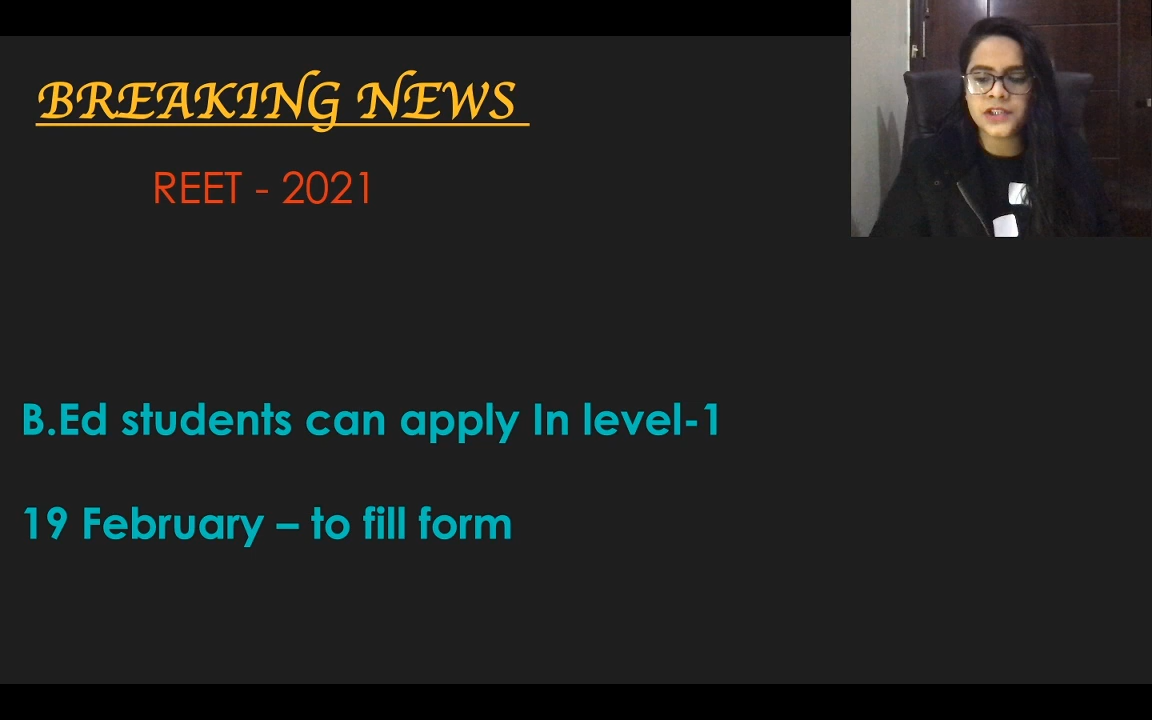 BREAKING NEWS
REET - 2021
B.Ed students can apply In level-1
19 February – to fill form